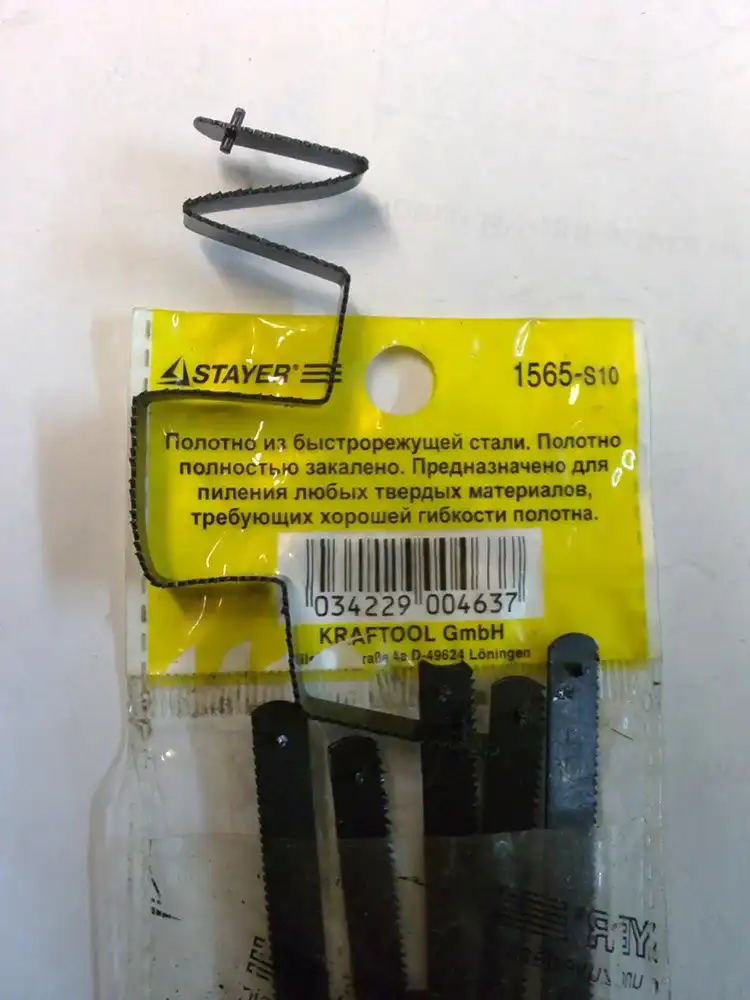 STAYER®
1565-S10
Полотно из быстрорежущей стали. Полотно
полностью закалено. Предназначено для
пиления любых твердых материалов,
требующих хорошей гибкости полотна.
034229 004637
KRAFTOOL GmbH
4a D-49624 Löningen